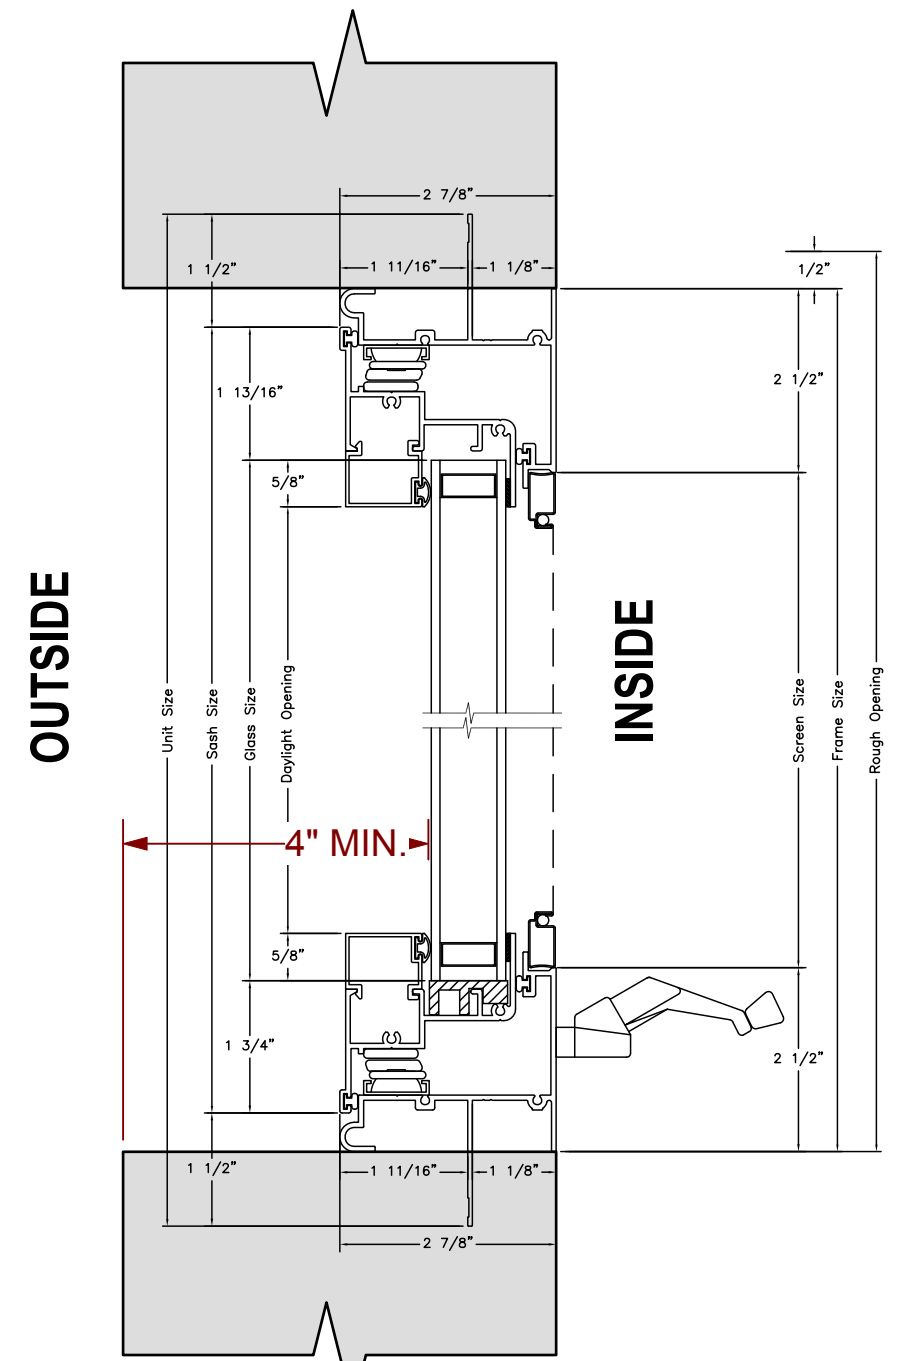 2 7/8”
1 1/2”
1 11/16”
1 1/8”
1/2”
1 13/16”
2 1/2”
5/8”
OUTSIDE
INSIDE
Unit Size
Sash Size
Glass Size
Daylight Opening
Screen Size
Frame Size
Rough Opening
4" MIN.
5/8”
1 3/4”
2 1/2”
1 1/2”
1 11/16”
1 1/8”
2 7/8”